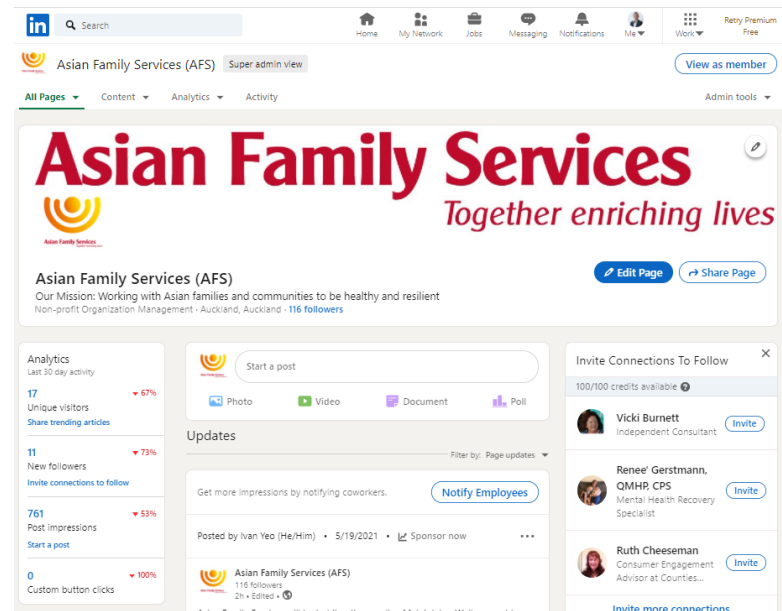 in
Search
Home
My Network
Jobs
Messaging
Notifications
Me
Work
Retry Premium
Free
Asian Family Services (AFS)
Super admin view
View as member
All Pages
Content
Analytics
Activity
Admin tools
Asian Family Services
Together enriching lives
Asian Family Services
Asian Family Services (AFS)
Our Mission: Working with Asian families and communities to be healthy and resilient
Non-profit Organization Management · Auckland, Auckland · 116 followers
Edit Page
Share Page
Analytics
Last 30 day activity
17
67%
Unique visitors
Share trending articles
11
73%
New followers
Invite connections to follow
761
53%
Post impressions
Start a post
0
100%
Custom button clicks
Start a post
Photo
Video
Document
Poll
Updates
Filter by: Page updates
Get more impressions by notifying coworkers.
Notify Employees
Posted by Ivan Yeo (He/Him) • 5/19/2021 • Sponsor now
Asian Family Services (AFS)
116 followers
2h • Edited •
Invite Connections To Follow
100/100 credits available
Vicki Burnett
Independent Consultant
Invite
Renee' Gerstmann,
QMHP, CPS
Mental Health Recovery
Specialist
Invite
Ruth Cheeseman
Consumer Engagement
Advisor at Counties...
Invite
Invite more connections